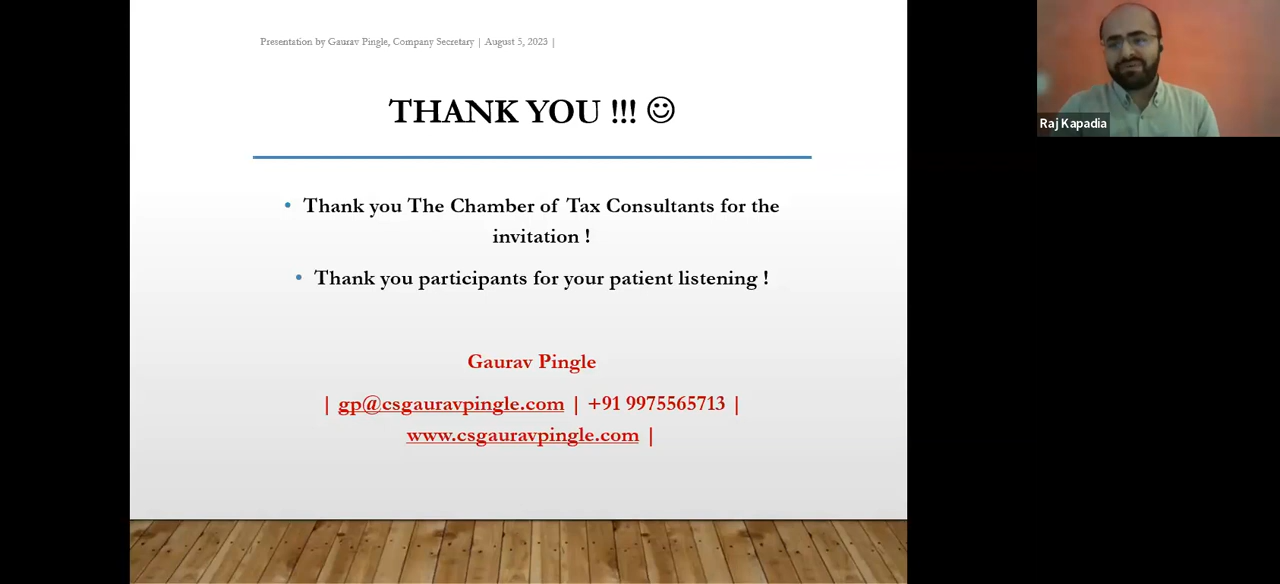 Presentation by Gaurav Pingle, Company Secretary | August 5, 2023 |
THANK YOU !!! ☺
• Thank you The Chamber of Tax Consultants for the
invitation !
• Thank you participants for your patient listening !
Gaurav Pingle
| gp@csgauravpingle.com | +91 9975565713 |
www.csgauravpingle.com |
Raj Kapadia